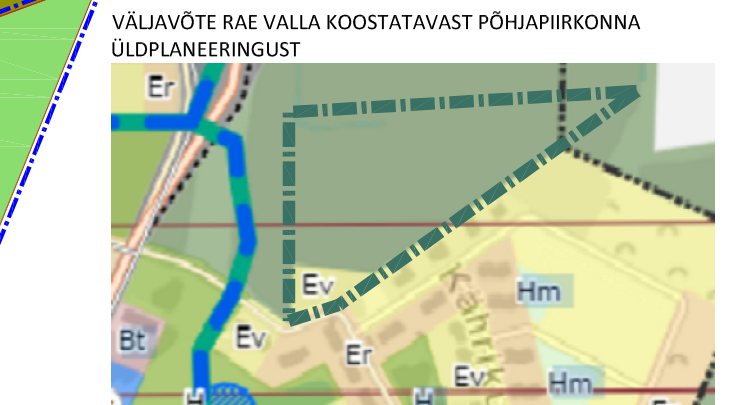 VÄLJAVÕTE RAE VALLA KOOSTATAVAST PÕHJAPIIRKONNA
ÜLDPLANEERINGUST
Er
Ev
Hm
Bt
Ev
Er
Ev
Hm
H
H